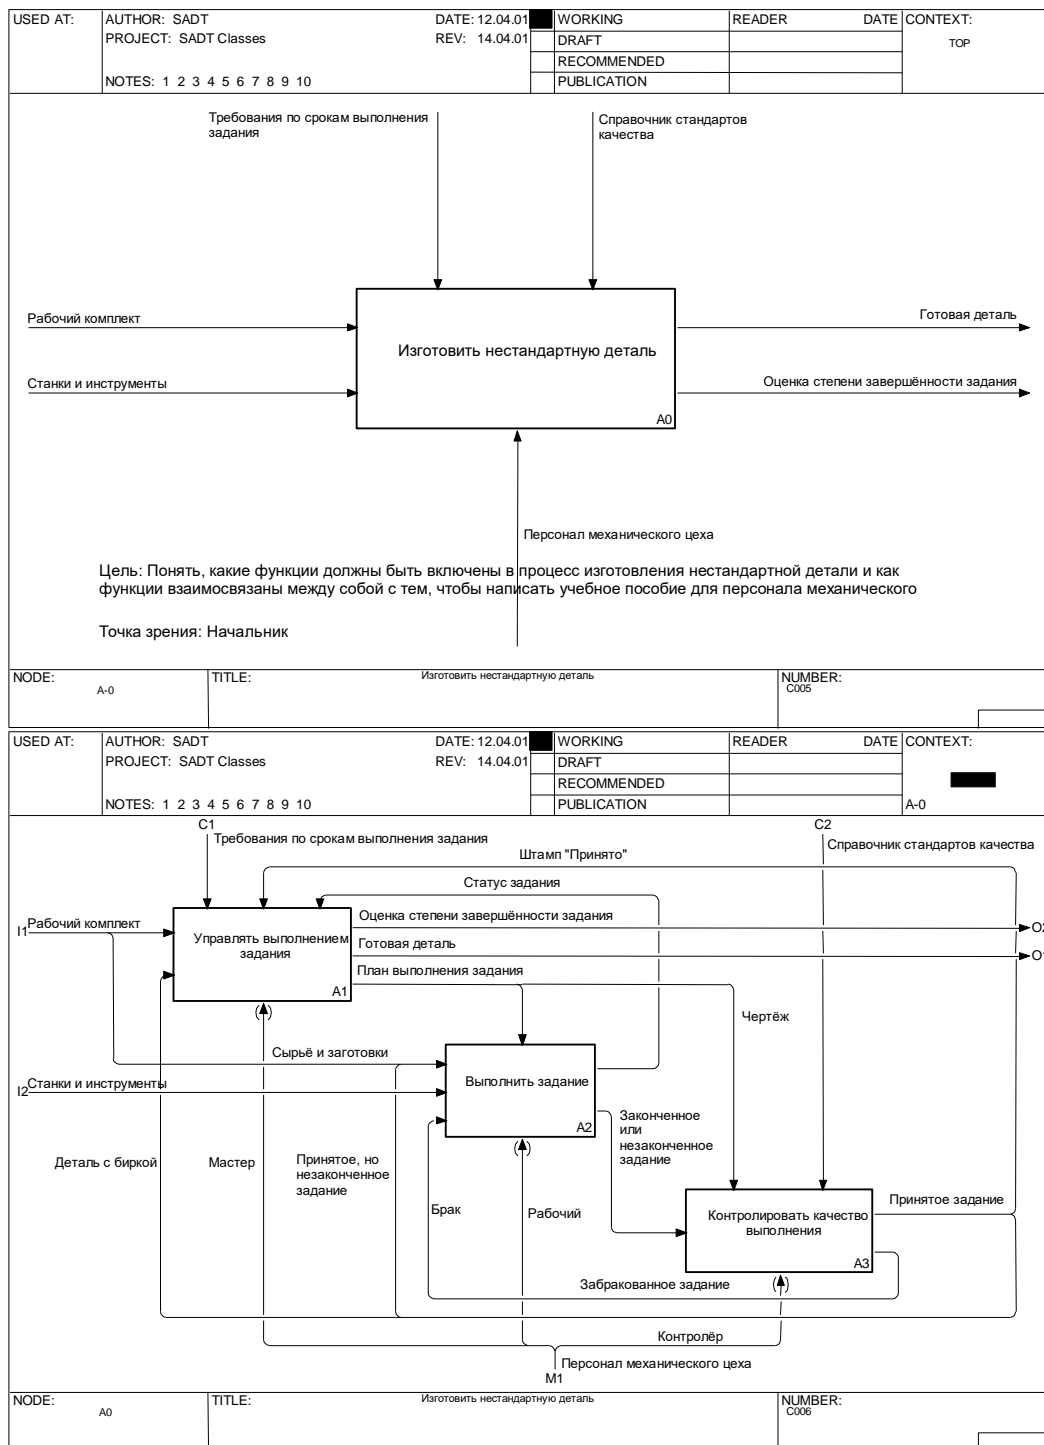 USED AT:
AUTHOR: SADT
DATE: 12.04.01
WORKING
READER
DATE
CONTEXT:
PROJECT: SADT Classes
REV: 14.04.01
DRAFT
TOP
RECOMMENDED
NOTES: 1 2 3 4 5 6 7 8 9 10
PUBLICATION
Требования по срокам выполнения
задания
Справочник стандартов
качества
Рабочий комплект
Готовая деталь
Изготовить нестандартную деталь
Станки и инструменты
Оценка степени завершённости задания
A0
Персонал механического цеха
Цель: Понять, какие функции должны быть включены в процесс изготовления нестандартной детали и как
функции взаимосвязаны между собой с тем, чтобы написать учебное пособие для персонала механического
Точка зрения: Начальник
NODE:
A-0
TITLE:
Изготовить нестандартную деталь
NUMBER:
C005
USED AT:
AUTHOR: SADT
DATE: 12.04.01
WORKING
READER
DATE
CONTEXT:
PROJECT: SADT Classes
REV: 14.04.01
DRAFT
RECOMMENDED
NOTES: 1 2 3 4 5 6 7 8 9 10
PUBLICATION
A-0
C1
Требования по срокам выполнения задания
C2
Справочник стандартов качества
Штамп "Принято"
Статус задания
I1
Рабочий комплект
Оценка степени завершённости задания
O2
Управлять выполнением
задания
A1
Готовая деталь
O1
План выполнения задания
Чертёж
Сырьё и заготовки
I2
Станки и инструменты
Выполнить задание
A2
Законченное
или
незаконченное
задание
Деталь с биркой
Мастер
Принятое, но
незаконченное
задание
Брак
Рабочий
Контролировать качество
выполнения
A3
Принятое задание
Забракованное задание
Контролёр
Персонал механического цеха
M1
NODE:
A0
TITLE:
Изготовить нестандартную деталь
NUMBER:
C006